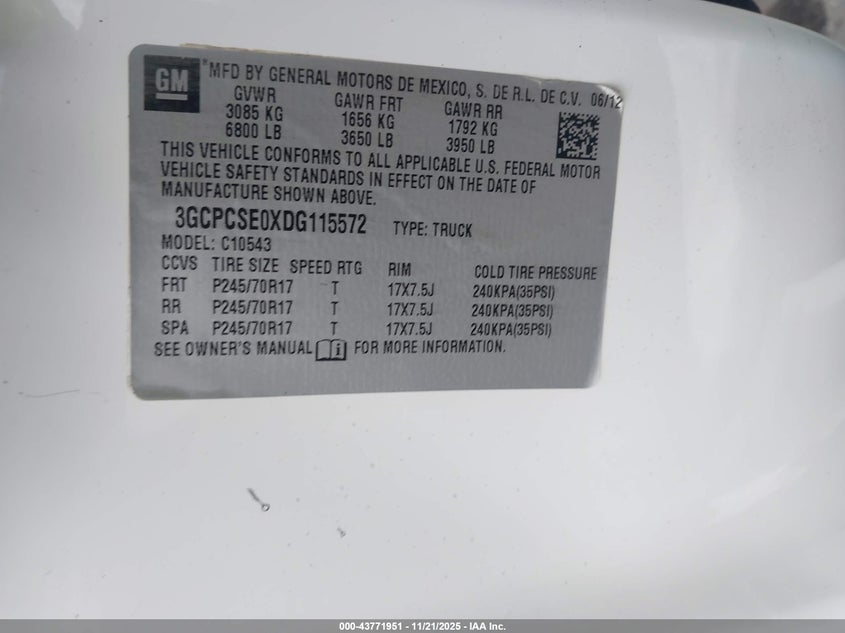 GM
*MFD BY GENERAL MOTORS DE MEXICO, S. DE R.L. DE C.V. 06/12
GVWR GAWR FRT GAWR RR
3085 KG 1656 KG 1792 KG
6800 LB 3650 LB 3950 LB
THIS VEHICLE CONFORMS TO ALL APPLICABLE U.S. FEDERAL MOTOR
VEHICLE SAFETY STANDARDS IN EFFECT ON THE DATE OF
MANUFACTURE SHOWN ABOVE.
3GCPCSE0XDG115572 TYPE: TRUCK
MODEL: C10543
CCVS TIRE SIZE SPEED RTG RIM COLD TIRE PRESSURE
FRT P245/70R17 T 17X7.5J 240KPA(35PSI)
RR P245/70R17 T 17X7.5J 240KPA(35PSI)
SPA P245/70R17 T 17X7.5J 240KPA(35PSI)
SEE OWNER'S MANUAL i FOR MORE INFORMATION.
000-43771951 | 11/21/2025 - IAA Inc.